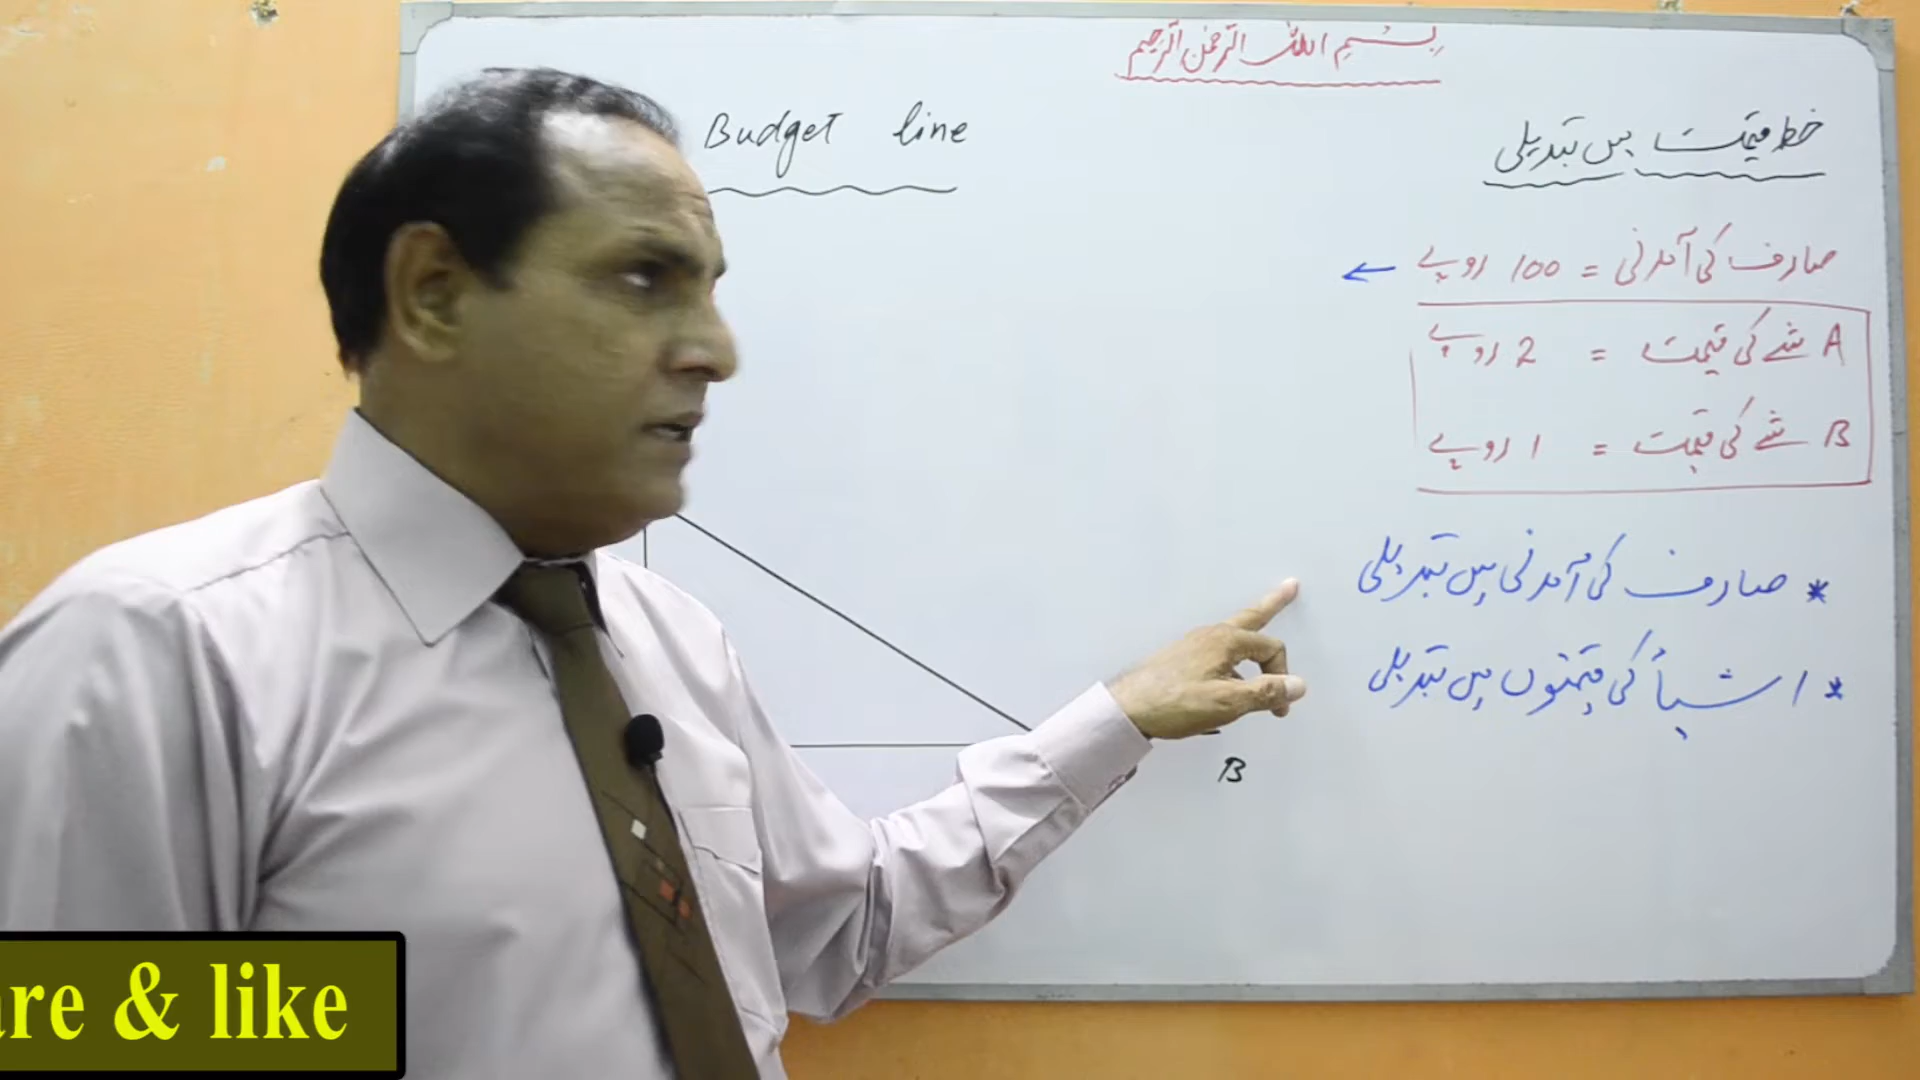 بسم اللہ الرحمن الرحیم
Budget line
خط قیمت میں تبدیلی
صارف کی آمدنی = 100 روپے ←
A شے کی قیمت = 2 روپے
B شے کی قیمت = 1 روپے
* صارف کی آمدنی میں تبدیلی
* اشیأ کی قیمتوں میں تبدیلی
B
are & like